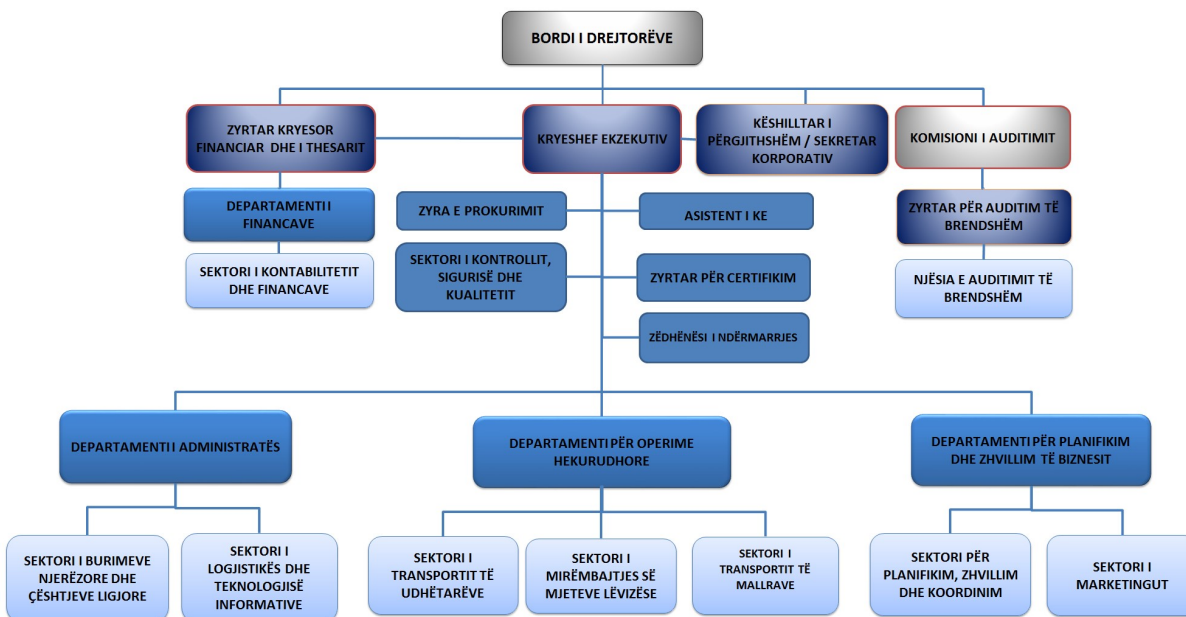 BORDI I DREJTORËVE
ZYRTAR KRYESOR
FINANCIAR DHE I THESARIT
KRYESHEF EKZEKUTIV
KËSHILLTAR I
PËRGJITHSHËM / SEKRETAR
KORPORATIV
KOMISIONI I AUDITIMIT
DEPARTAMENTI I
FINANCAVE
ZYRA E PROKURIMIT
ASISTENT I KE
ZYRTAR PËR AUDITIM TË
BRENDSHËM
SEKTORI I KONTABILITETIT
DHE FINANCAVE
SEKTORI I KONTROLLIT,
SIGURISË DHE
KUALITETIT
ZYRTAR PËR CERTIFIKIM
NJËSIA E AUDITIMIT TË
BRENDSHËM
ZËDHËNËSI I NDËRMARRJES
DEPARTAMENTI I ADMINISTRATËS
DEPARTAMENTI PËR OPERIME
HEKURUDHORE
DEPARTAMENTI PËR PLANIFIKIM
DHE ZHVILLIM TË BIZNESIT
SEKTORI I BURIMEVE
NJERËZORE DHE
ÇËSHTJEVE LIGJORE
SEKTORI I
LOGJISTIKËS DHE
TEKNOLOGJISË
INFORMATIVE
SEKTORI I
TRANSPORTIT TË
UDHËTARËVE
SEKTORI I
MIRËMBAJTJES SË
MJETEVE LËVIZËSE
SEKTORI I
TRANSPORTIT TË
MALLRAVE
SEKTORI PËR
PLANIFIKIM, ZHVILLIM
DHE KOORDINIM
SEKTORI I
MARKETINGUT